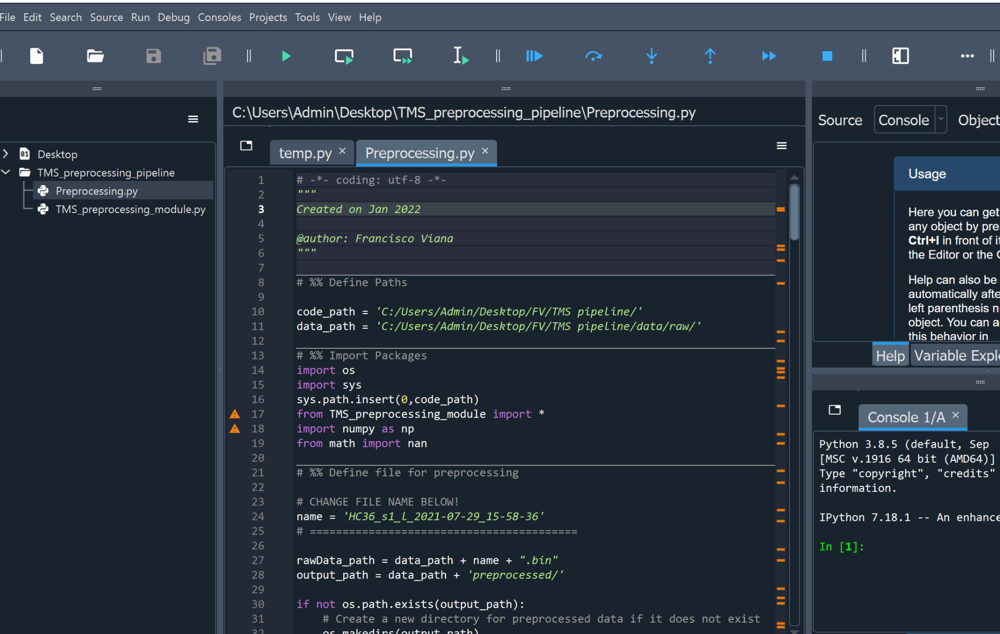 File Edit Search Source Run Debug Consoles Projects Tools View Help
Desktop
TMS_preprocessing_pipeline
Preprocessing.py
TMS_preprocessing_module.py
C:\Users\Admin\Desktop\TMS_preprocessing_pipeline\Preprocessing.py
temp.py × Preprocessing.py ×
1 # -*- coding: utf-8 -*-
2 """
3 Created on Jan 2022
4
5 @author: Francisco Viana
6 """
7
8 # %% Define Paths
9
10 code_path = 'C:/Users/Admin/Desktop/FV/TMS pipeline/'
11 data_path = 'C:/Users/Admin/Desktop/FV/TMS pipeline/data/raw/'
12
13 # %% Import Packages
14 import os
15 import sys
16 sys.path.insert(0,code_path)
17 from TMS_preprocessing_module import *
18 import numpy as np
19 from math import nan
20
21 # %% Define file for preprocessing
22
23 # CHANGE FILE NAME BELOW!
24 name = 'HC36_s1_l_2021-07-29_15-58-36'
25 # =========================================
26
27 rawData_path = data_path + name + ".bin"
28 output_path = data_path + 'preprocessed/'
29
30 if not os.path.exists(output_path):
31 # Create a new directory for preprocessed data if it does not exist
32 os.makedirs(output_path)
Source Console Object
Usage
Here you can get
any object by pre
Ctrl+I in front of it
the Editor or the
Help can also be
automatically afte
left parenthesis n
object. You can a
this behavior in
Help Variable Expl
Console 1/A ×
Python 3.8.5 (default, Sep
[MSC v.1916 64 bit (AMD64)]
Type "copyright", "credits"
information.
IPython 7.18.1 -- An enhance
In [1]: